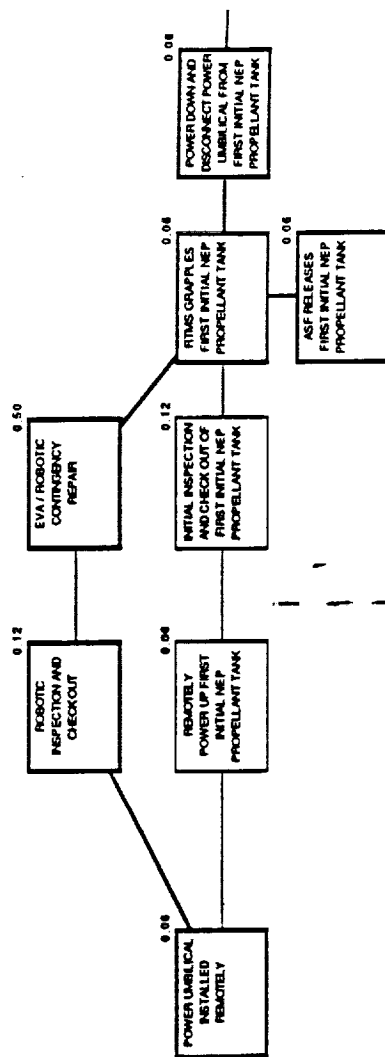 0.06
POWER UMBILICAL
INSTALLED
REMOTELY
0.12
ROBOTIC
INSPECTION AND
CHECKOUT
0.50
EVA / ROBOTIC
CONTINGENCY
REPAIR
0.06
REMOTELY
POWER UP FIRST
INITIAL NEP
PROPELLANT TANK
0.12
INITIAL INSPECTION
AND CHECK OUT OF
FIRST INITIAL NEP
PROPELLANT TANK
0.06
RTMS GRAPPLES
FIRST INITIAL NEP
PROPELLANT TANK
0.06
POWER DOWN AND
DISCONNECT POWER
UMBILICAL FROM
FIRST INITIAL NEP
PROPELLANT TANK
0.06
ASF RELEASES
FIRST INITIAL NEP
PROPELLANT TANK